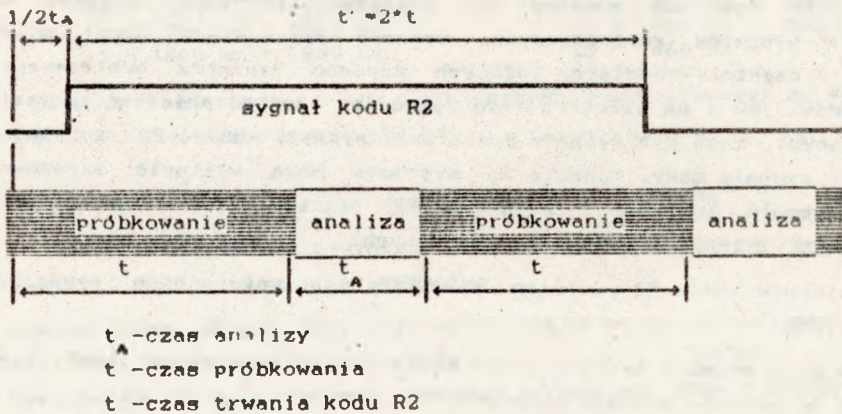 1/2tA t' =2*t
sygnał kodu R2
próbkowanie analiza próbkowanie analiza
t tA t
tA -czas analizy
t -czas próbkowania
t -czas trwania kodu R2